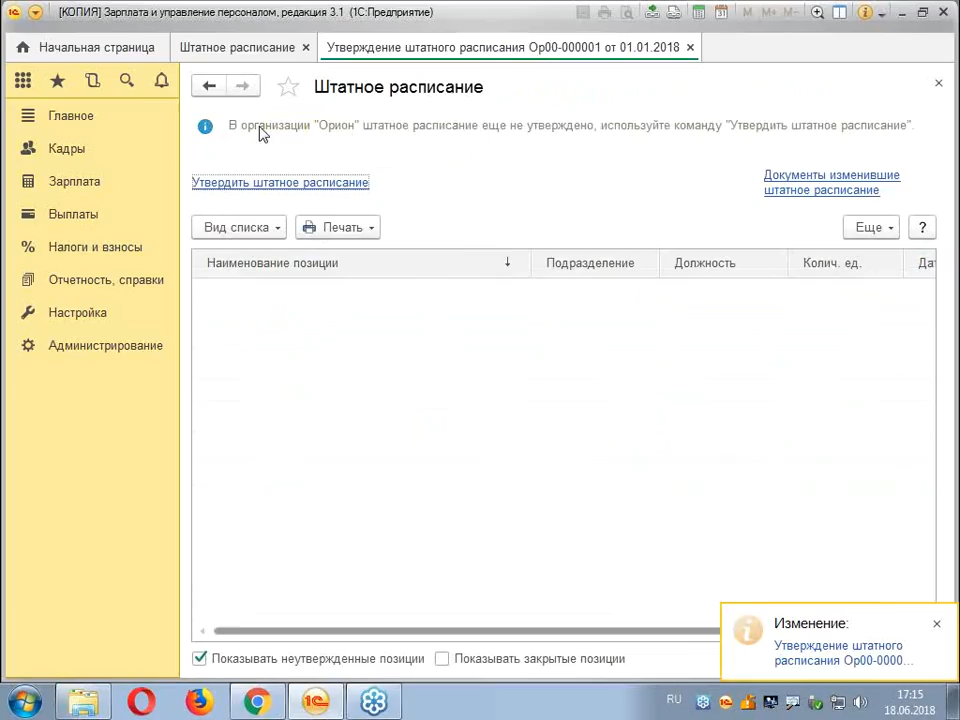 [КОПИЯ] Зарплата и управление персоналом, редакция 3.1 (1С:Предприятие)
M M+ M-
Начальная страница
Штатное расписание ×
Утверждение штатного расписания Ор00-000001 от 01.01.2018 ×
Штатное расписание
В организации "Орион" штатное расписание еще не утверждено, используйте команду "Утвердить штатное расписание".
Утвердить штатное расписание
Документы изменившие
штатное расписание
Вид списка
Печать
Еще
?
Наименование позиции ↓
Подразделение
Должность
Колич. ед.
Дат
Главное
Кадры
Зарплата
Выплаты
Налоги и взносы
Отчетность, справки
Настройка
Администрирование
Показывать неутвержденные позиции
Показывать закрытые позиции
Изменение:
Утверждение штатного
расписания Ор00-0000...
RU
17:15
18.06.2018